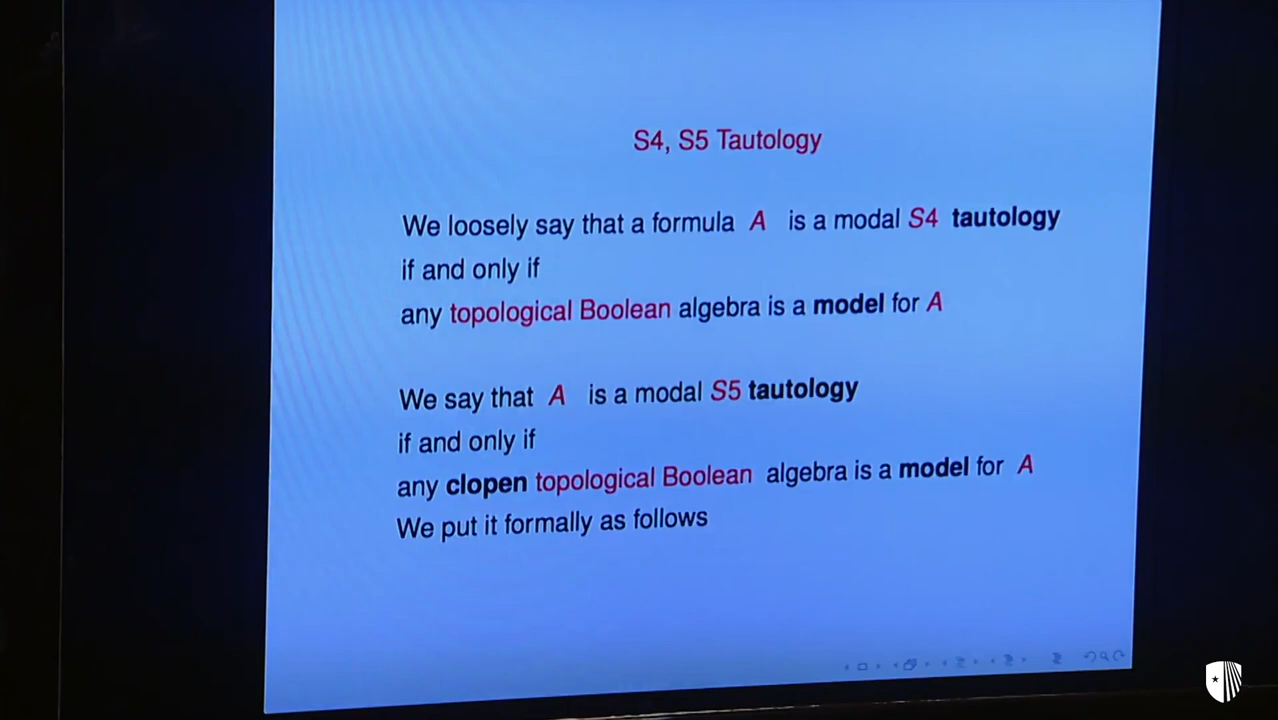 S4, S5 Tautology
We loosely say that a formula A is a modal S4 tautology
if and only if
any topological Boolean algebra is a model for A
We say that A is a modal S5 tautology
if and only if
any clopen topological Boolean algebra is a model for A
We put it formally as follows